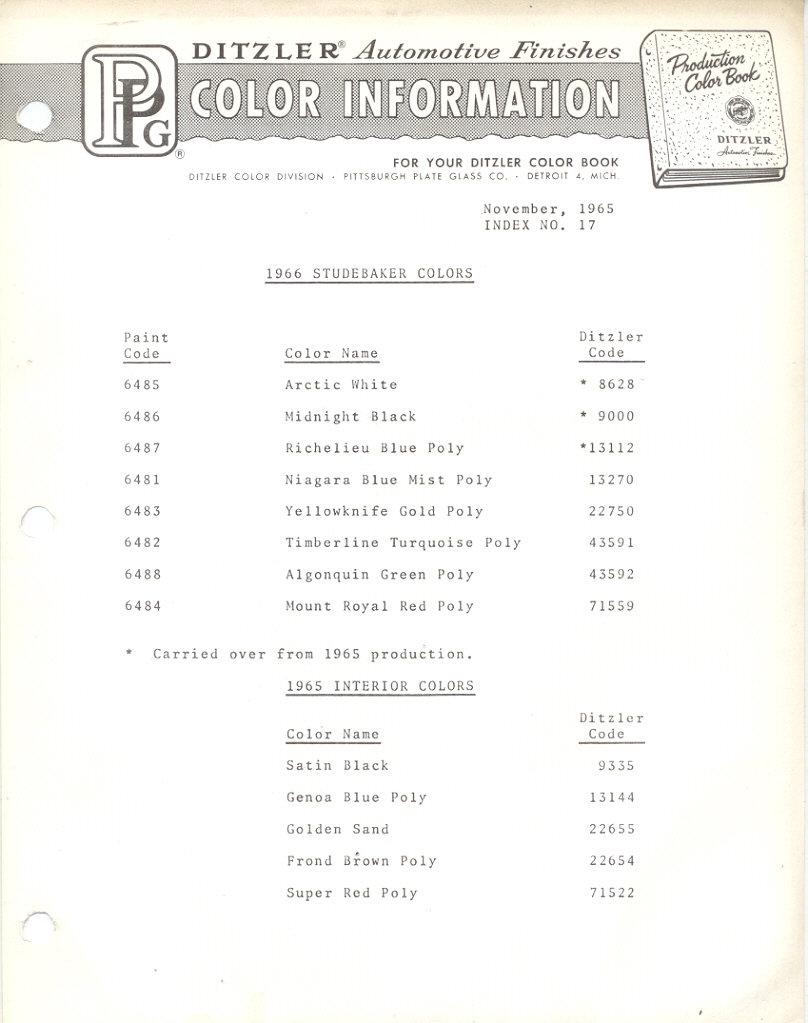 DITZLER® Automotive Finishes
PPG
®
COLOR INFORMATION
Production
Color Book
DITZLER
Automotive Finishes
FOR YOUR DITZLER COLOR BOOK
DITZLER COLOR DIVISION • PITTSBURGH PLATE GLASS CO. • DETROIT 4, MICH.
November, 1965
INDEX NO. 17
1966 STUDEBAKER COLORS
Paint Ditzler
Code Color Name Code
6485 Arctic White * 8628
6486 Midnight Black * 9000
6487 Richelieu Blue Poly *13112
6481 Niagara Blue Mist Poly 13270
6483 Yellowknife Gold Poly 22750
6482 Timberline Turquoise Poly 43591
6488 Algonquin Green Poly 43592
6484 Mount Royal Red Poly 71559
* Carried over from 1965 production.
1965 INTERIOR COLORS
Ditzler
Color Name Code
Satin Black 9335
Genoa Blue Poly 13144
Golden Sand 22655
Frond Brown Poly 22654
Super Red Poly 71522